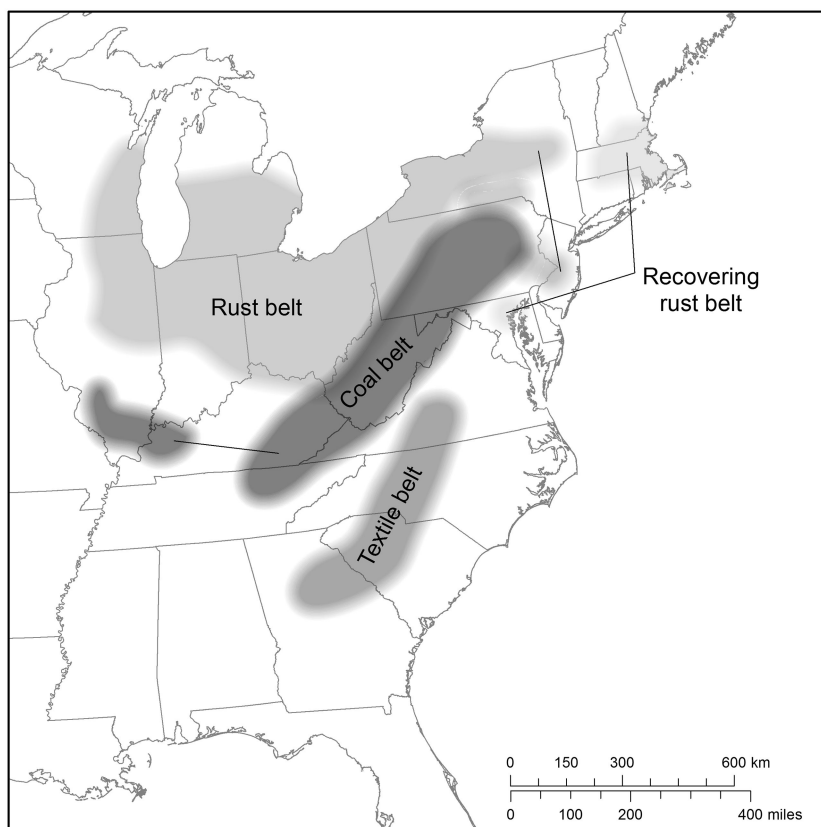 Recovering
rust belt
Rust belt
Coal belt
Textile belt
0 150 300 600 km
0 100 200 400 miles